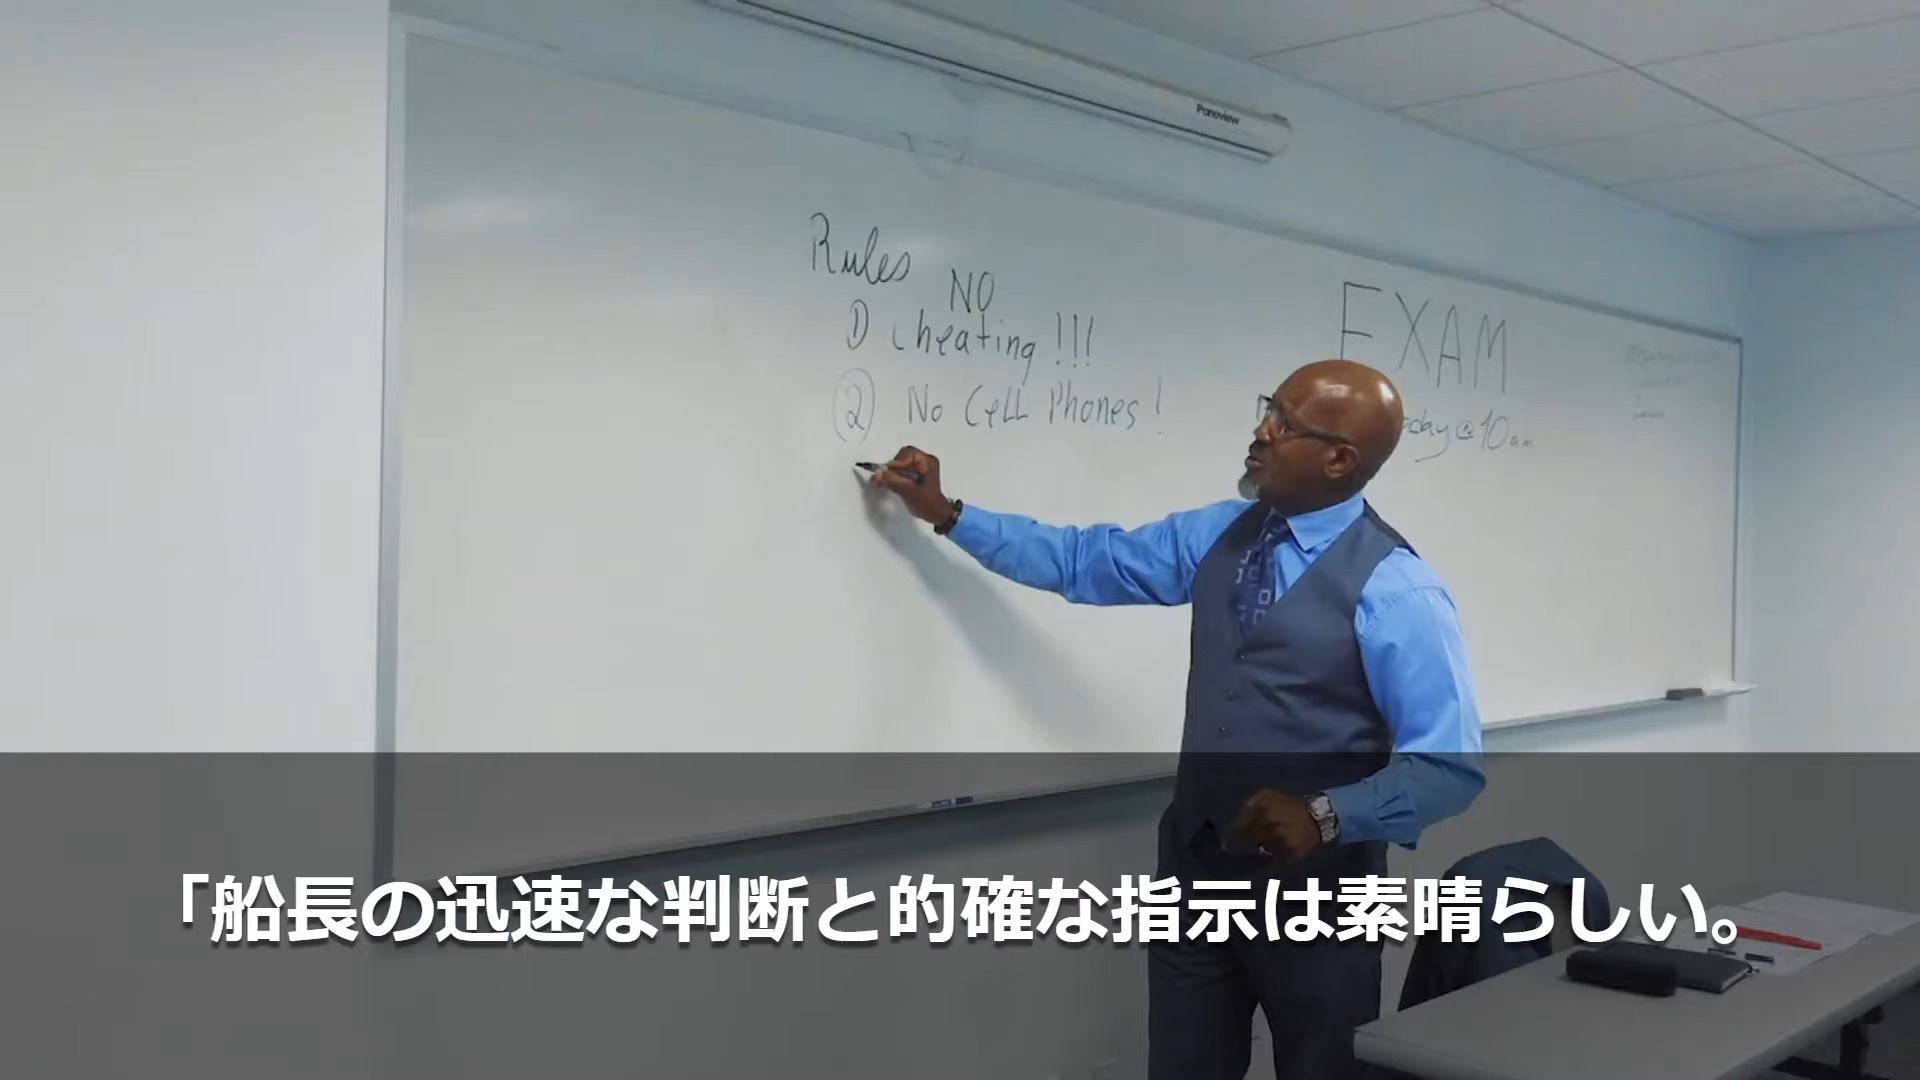 Panoview
Rules
NO
① cheating!!!
② No Cell Phones!
EXAM
@10am
「船長の迅速な判断と的確な指示は素晴らしい。